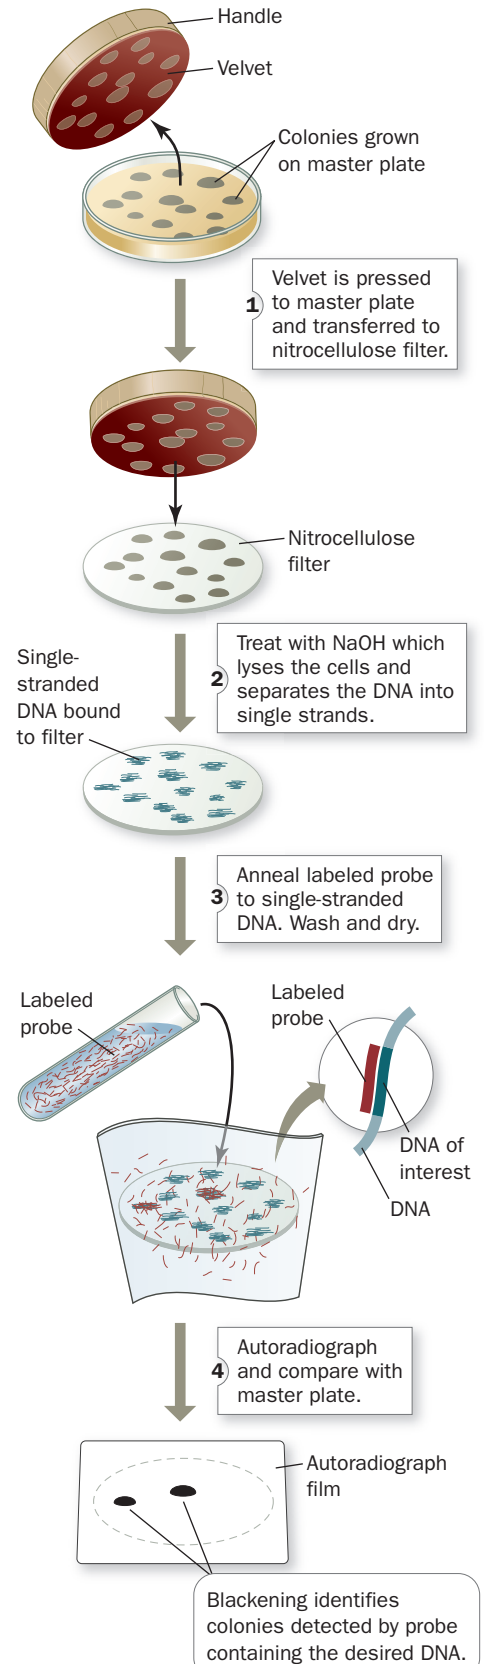 Handle
Velvet
Colonies grown
on master plate
1
Velvet is pressed
to master plate
and transferred to
nitrocellulose filter.
Nitrocellulose
filter
2
Treat with NaOH which
lyses the cells and
separates the DNA into
single strands.
Single-
stranded
DNA bound
to filter
3
Anneal labeled probe
to single-stranded
DNA. Wash and dry.
Labeled
probe
Labeled
probe
DNA of
interest
DNA
4
Autoradiograph
and compare with
master plate.
Autoradiograph
film
Blackening identifies
colonies detected by probe
containing the desired DNA.